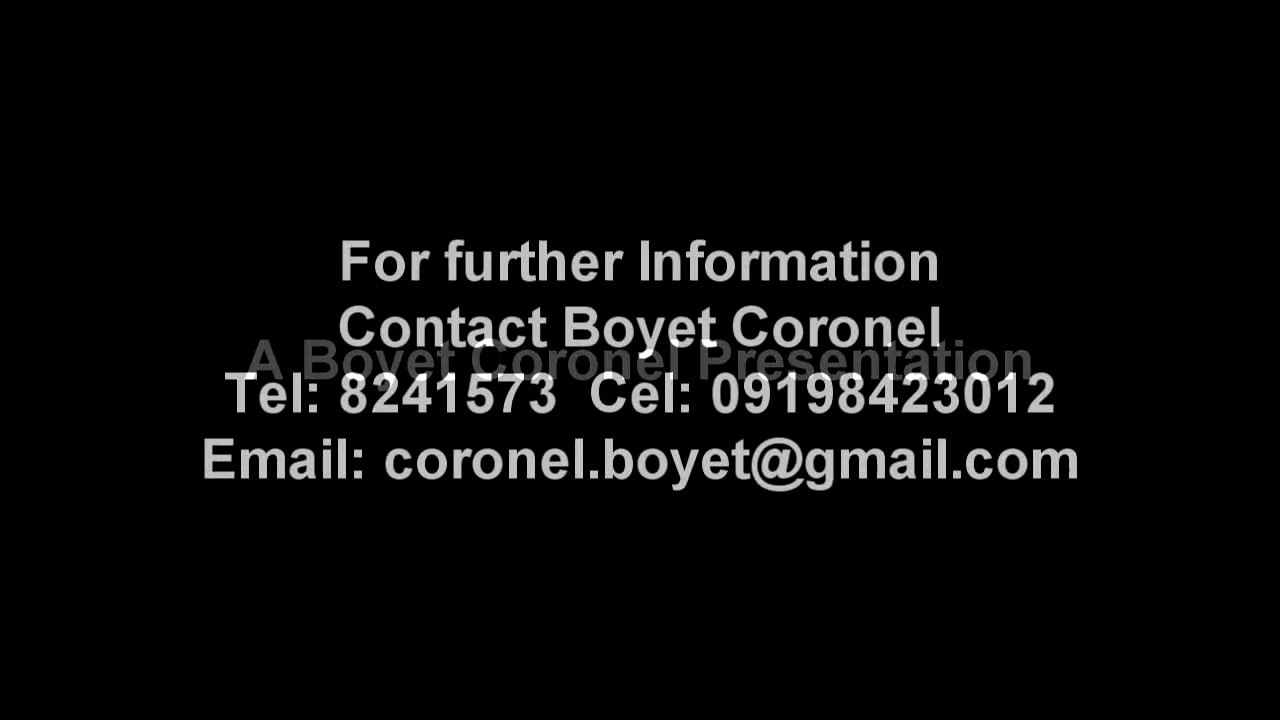 For further Information
Contact Boyet Coronel
A Boyet Coronel Presentation
Tel: 8241573 Cel: 09198423012
Email: coronel.boyet@gmail.com